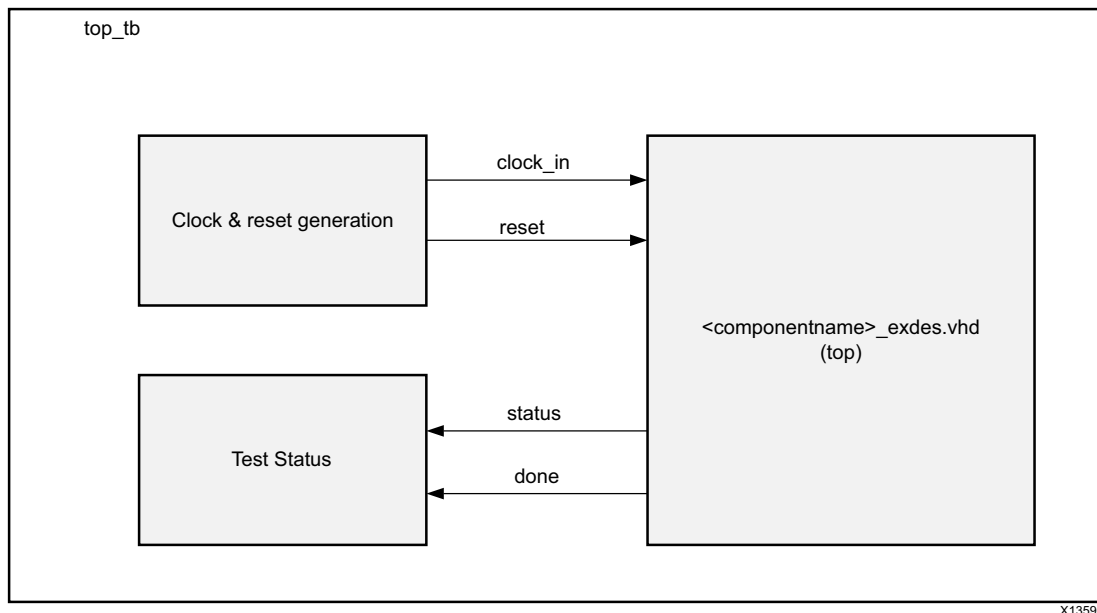 top_tb
clock_in
Clock & reset generation
reset
<componentname>_exdes.vhd
(top)
status
Test Status
done
X1359